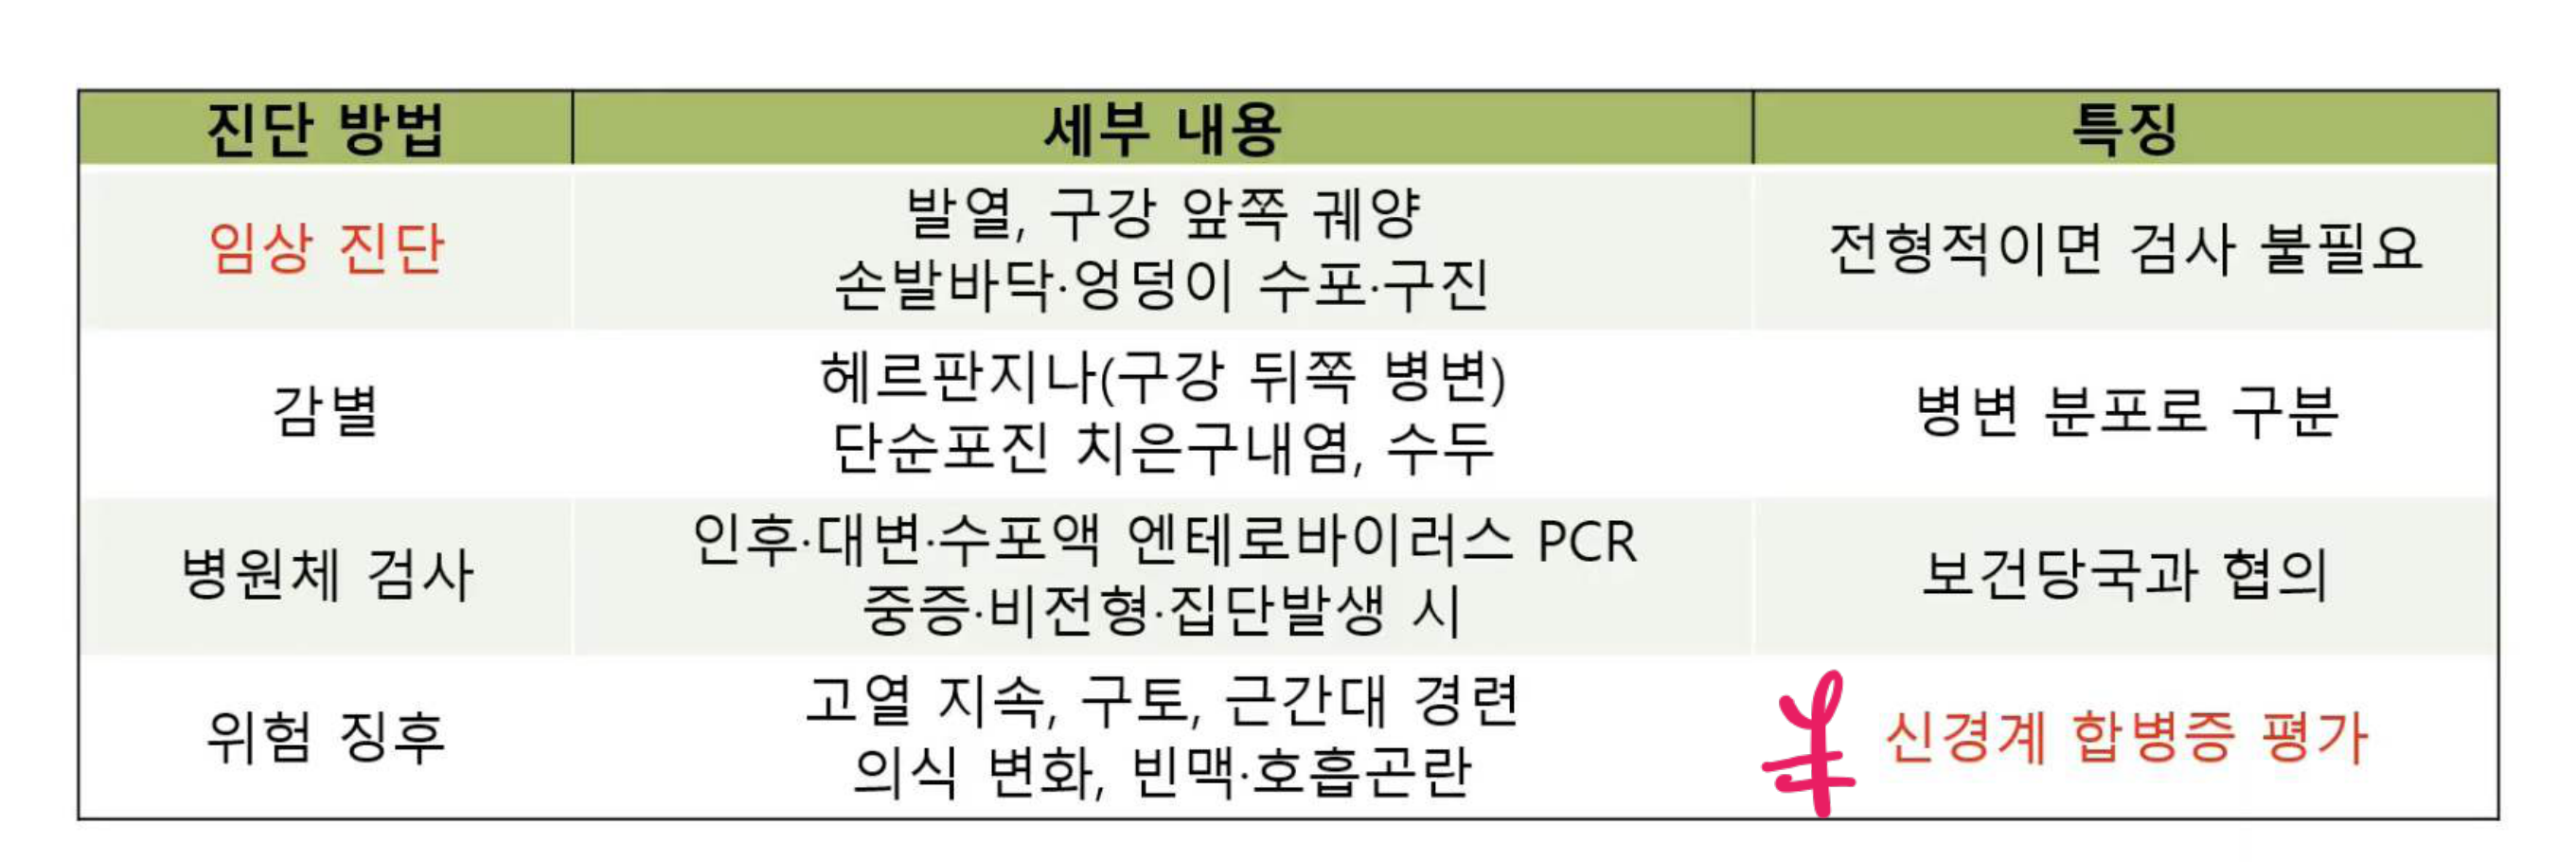 진단 방법 세부 내용 특징
임상 진단
발열, 구강 앞쪽 궤양
손발바닥·엉덩이 수포·구진
전형적이면 검사 불필요
감별
헤르판지나(구강 뒤쪽 병변)
단순포진 치은구내염, 수두
병변 분포로 구분
병원체 검사
인후·대변·수포액 엔테로바이러스 PCR
중증·비전형·집단발생 시
보건당국과 협의
위험 징후
고열 지속, 구토, 근간대 경련
의식 변화, 빈맥·호흡곤란
신경계 합병증 평가